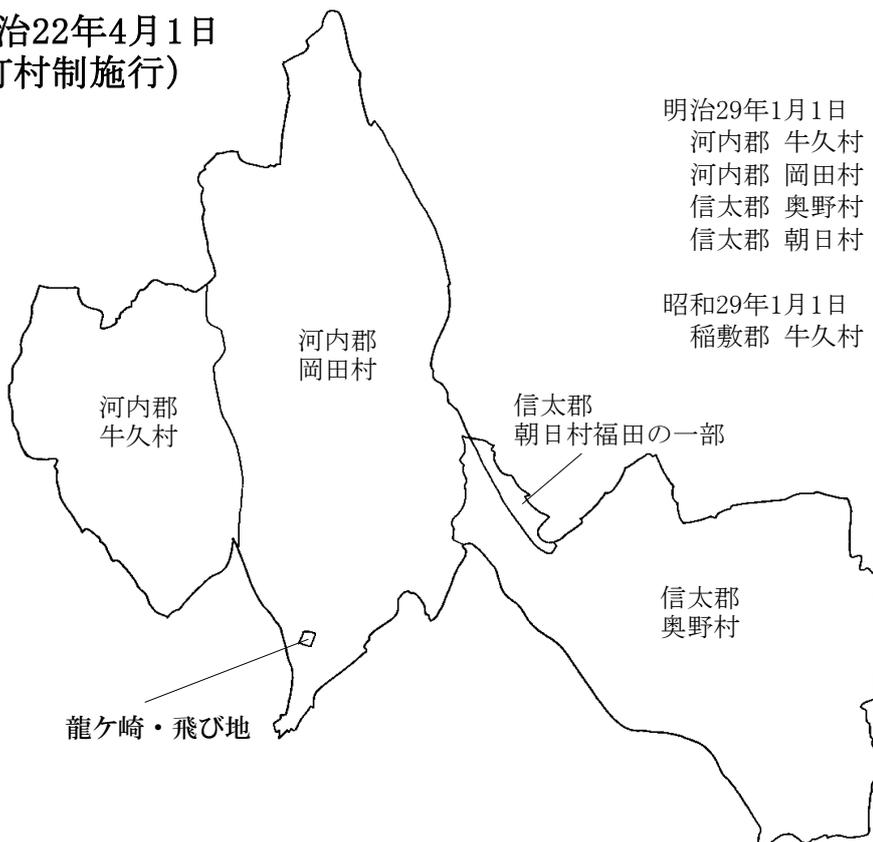 治22年4月1日
町村制施行)
明治29年1月1日
河内郡 牛久村
河内郡 岡田村
信太郡 奥野村
信太郡 朝日村
昭和29年1月1日
稲敷郡 牛久村
河内郡
岡田村
河内郡
牛久村
信太郡
朝日村福田の一部
信太郡
奥野村
龍ケ崎・飛び地